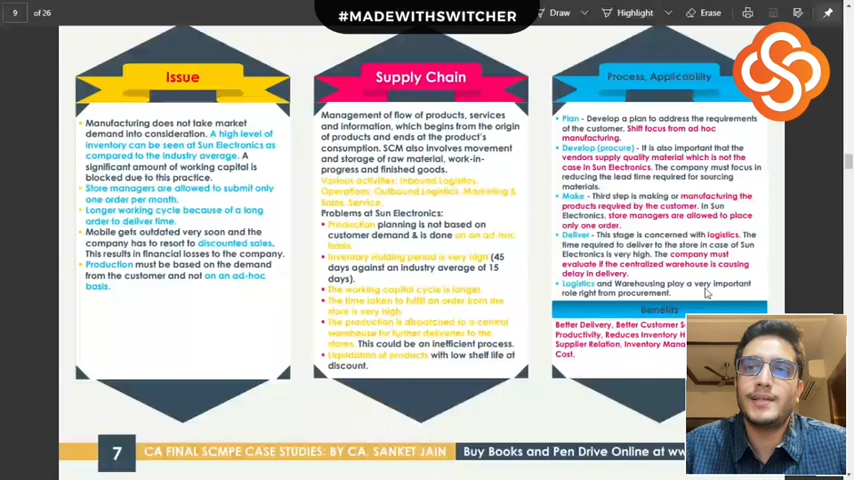 9 of 26
#MADEWITHSWITCHER
Draw
Highlight
Erase
Issue
Manufacturing does not take market
demand into consideration. A high level of
inventory can be seen at Sun Electronics as
compared to the industry average. A
significant amount of working capital is
blocked due to this practice.
Store managers are allowed to submit only
one order per month.
Longer working cycle because of a long
order to deliver time.
Mobile gets outdated very soon and the
company has to resort to discounted sales.
This results in financial losses to the company.
Production must be based on the demand
from the customer and not on an ad-hoc
basis.
Supply Chain
Management of flow of products, services
and information, which begins from the origin
of products and ends at the product's
consumption. SCM also involves movement
and storage of raw material, work-in-
progress and finished goods.
Various activities: Inbound Logistics,
Operations, Outbound Logistics, Marketing &
Sales, Service.
Problems at Sun Electronics:
Production planning is not based on
customer demand & is done on an ad-hoc
basis.
Inventory Holding period is very high (45
days against an industry average of 15
days).
The working capital cycle is longer.
The time taken to fulfill an order from the
store is very high.
The production is dispatched to a central
warehouse for further deliveries to the
stores. This could be an inefficient process.
Liquidation of products with low shelf life at
discount.
Process, Applicability
Plan - Develop a plan to address the requirements
of the customer. Shift focus from ad hoc
manufacturing.
Develop (procure) - It is also important that the
vendors supply quality material which is not the
case in Sun Electronics. The company must focus in
reducing the lead time required for sourcing
materials.
Make - Third step is making or manufacturing the
products required by the customer. In Sun
Electronics, store managers are allowed to place
only one order.
Deliver - This stage is concerned with logistics. The
time required to deliver to the store in case of Sun
Electronics is very high. The company must
evaluate if the centralized warehouse is causing
delay in delivery.
Logistics and Warehousing play a very important
role right from procurement.
Benefits
Better Delivery, Better Customer
Productivity, Reduces Inventory
Supplier Relation, Inventory
Cost.
7
CA FINAL SCMPE CASE STUDIES: BY CA. SANKET JAIN
Buy Books and Pen Drive Online at